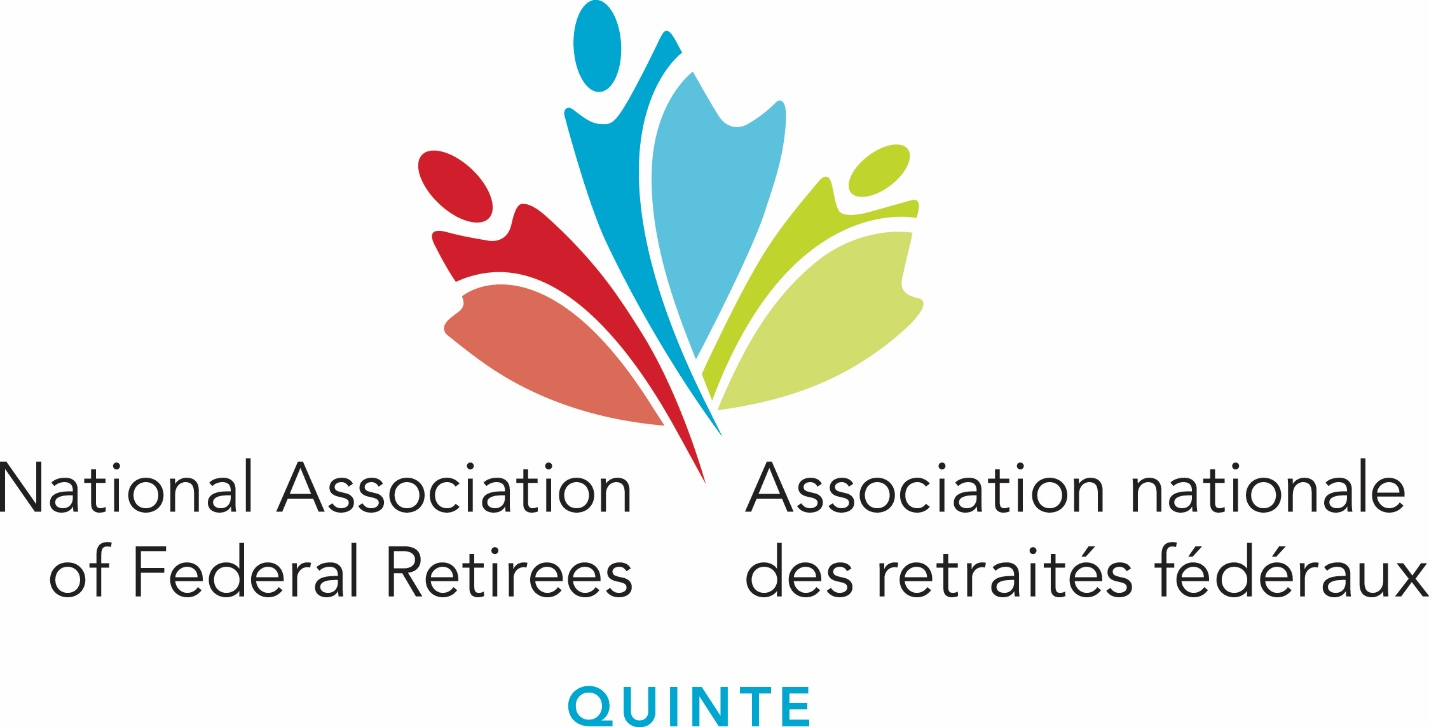 National Association
of Federal Retirees
Association nationale
des retraités fédéraux
QUINTE